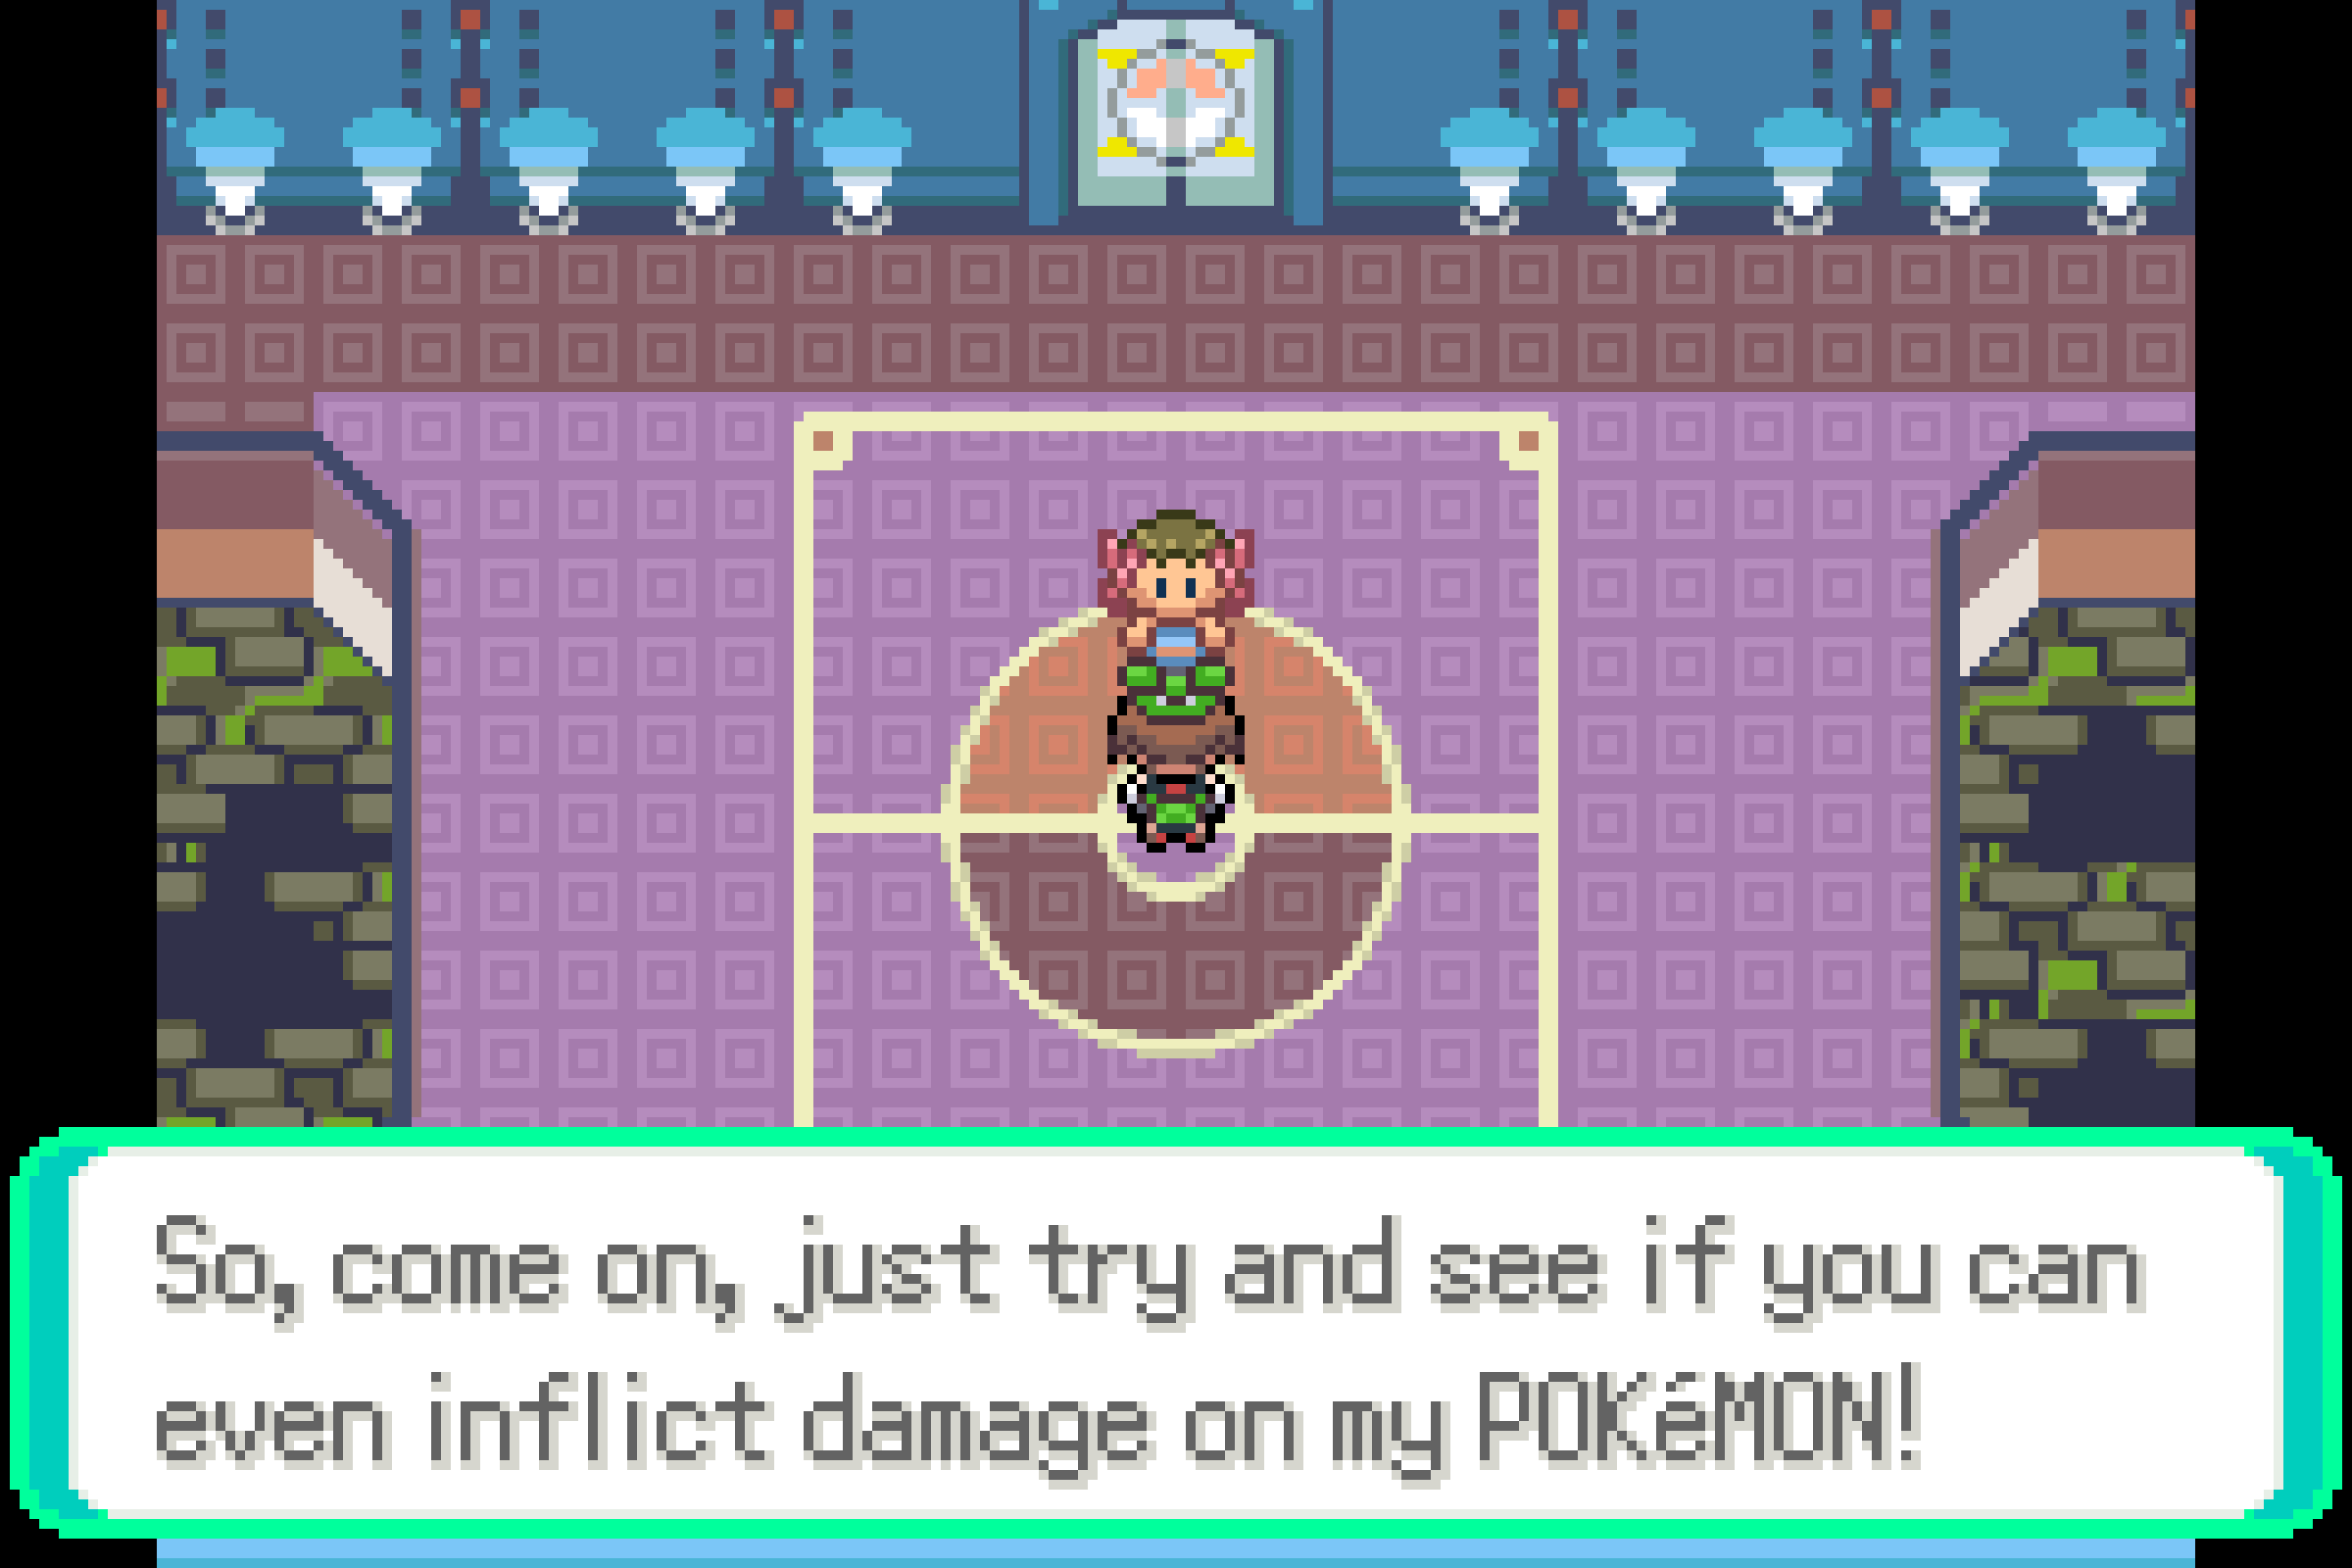 So, come on, just try and see if you can
even inflict damage on my POKéMON!